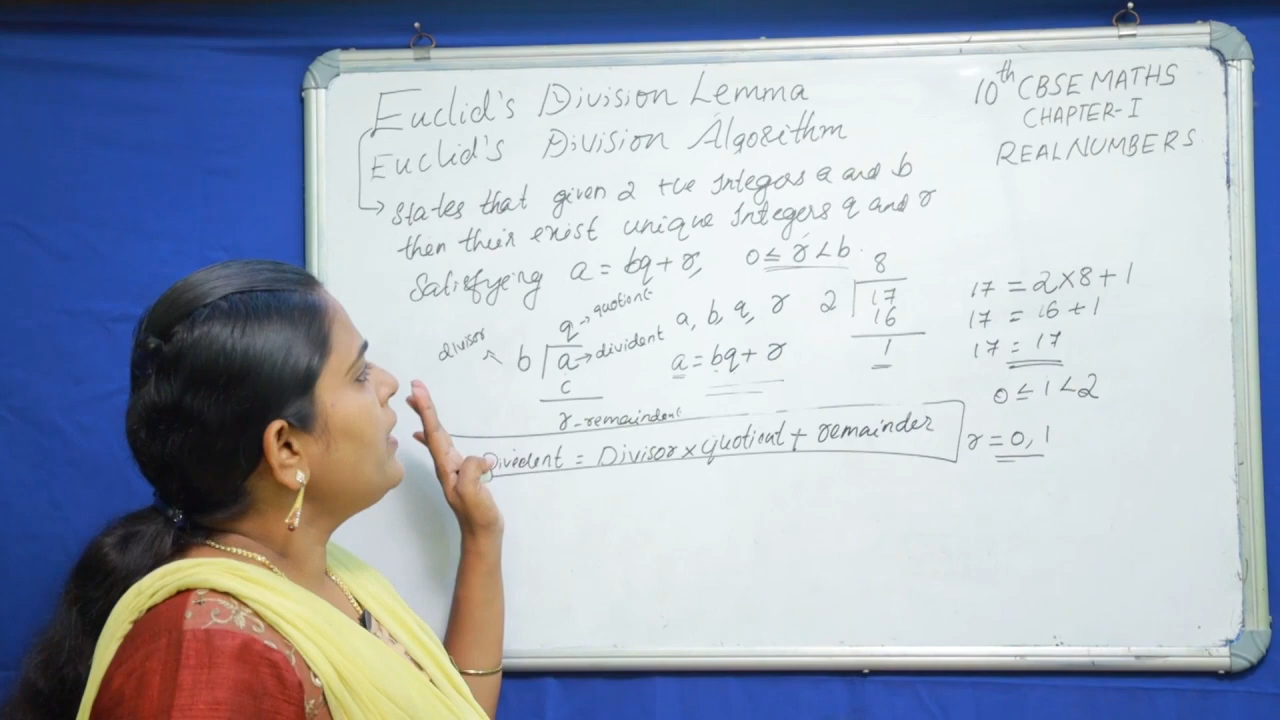 Euclid's Division Lemma
Euclid's Division Algorithm
States that given 2 +ve Integers a and b
then their exist unique Integers q and r
Satisfying a = bq + r, 0 ≤ r < b.
10th CBSE MATHS
CHAPTER-I
REAL NUMBERS
q → quotient
divisor
b a → divident
c
r - remaindent
a, b, q, r
a = bq + r
8
2 17
16
1
17 = 2 x 8 + 1
17 = 16 + 1
17 = 17
0 ≤ 1 < 2
r = 0, 1
Divident = Divisor x quotient + remainder